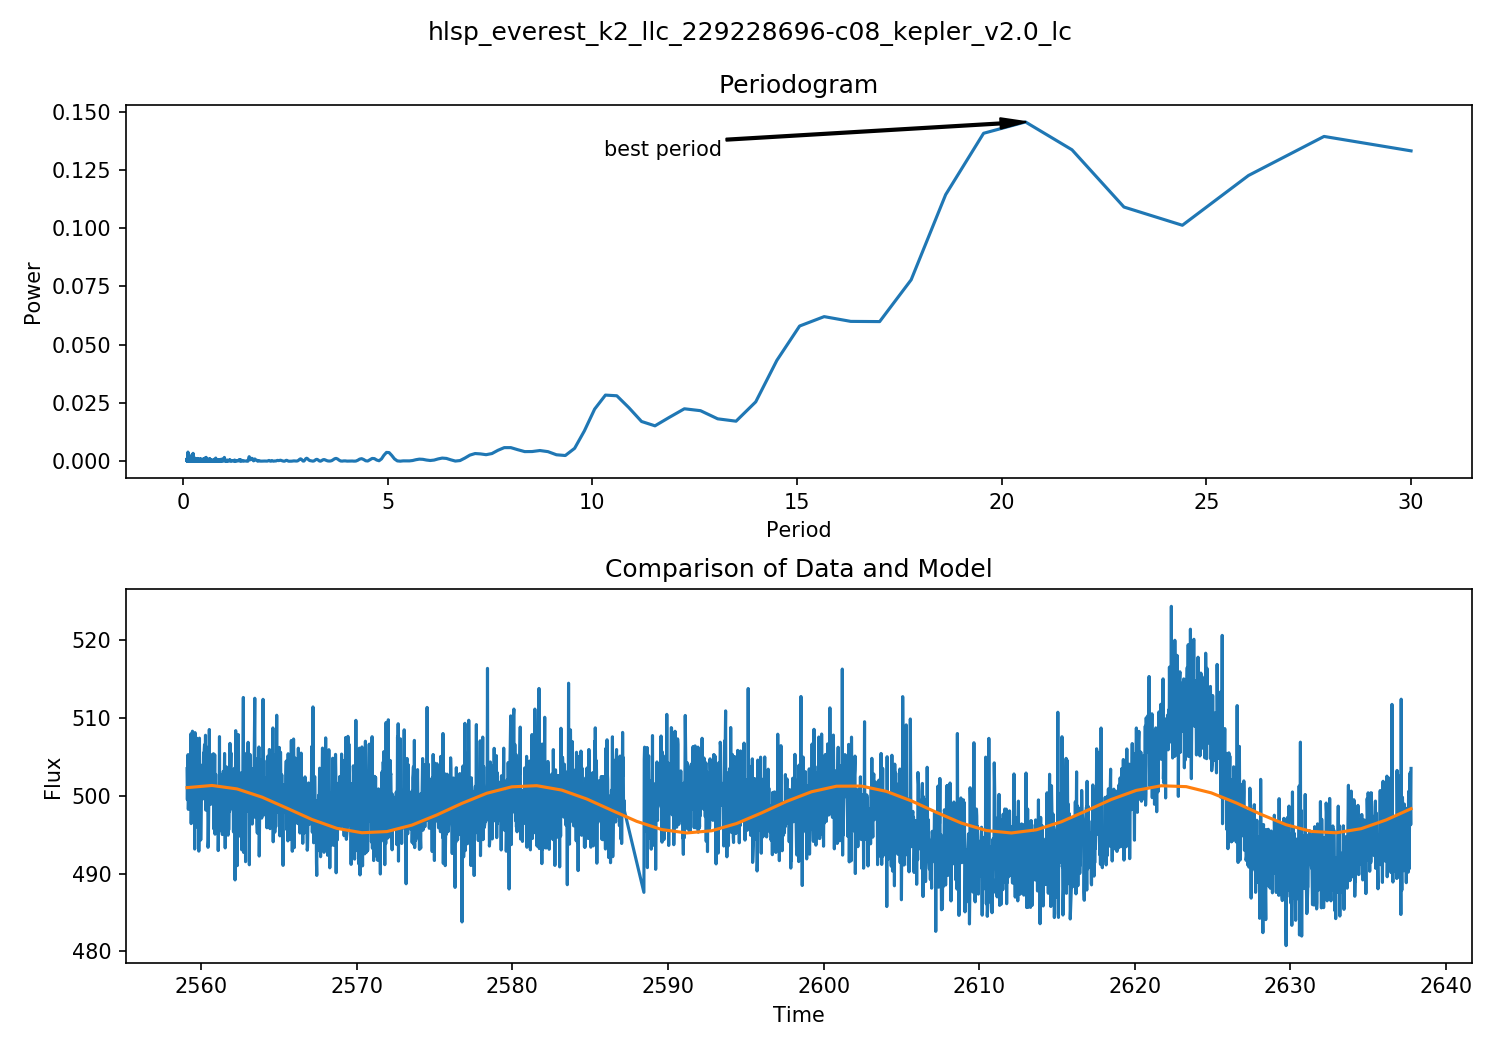 hlsp_everest_k2_llc_229228696-c08_kepler_v2.0_lc
Periodogram
0.150
0.125
0.100
0.075
0.050
0.025
0.000
Power
best period
0 5 10 15 20 25 30
Period
Comparison of Data and Model
520
510
500
490
480
Flux
2560 2570 2580 2590 2600 2610 2620 2630 2640
Time